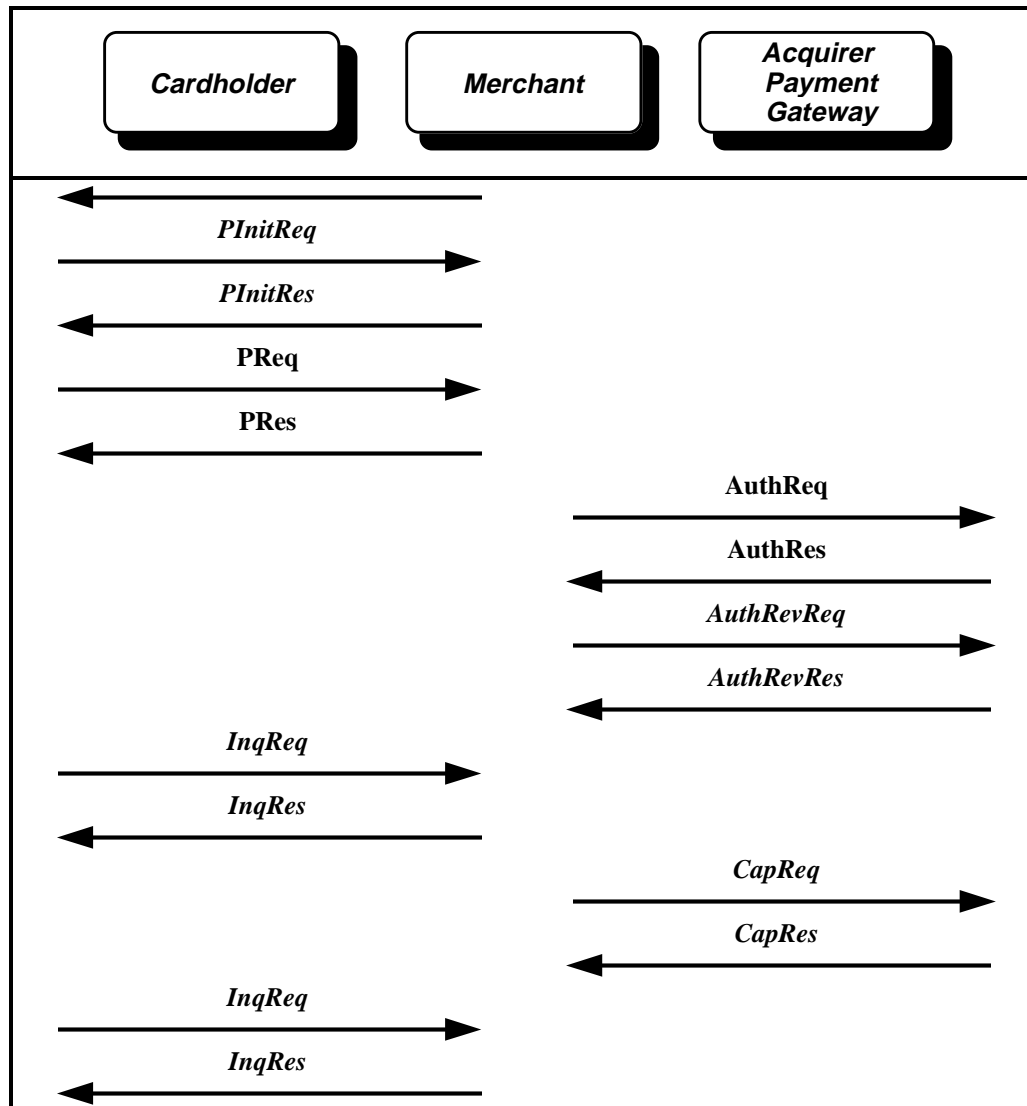 Cardholder
Merchant
Acquirer
Payment
Gateway
PInitReq
PInitRes
PReq
PRes
AuthReq
AuthRes
AuthRevReq
AuthRevRes
InqReq
InqRes
CapReq
CapRes
InqReq
InqRes